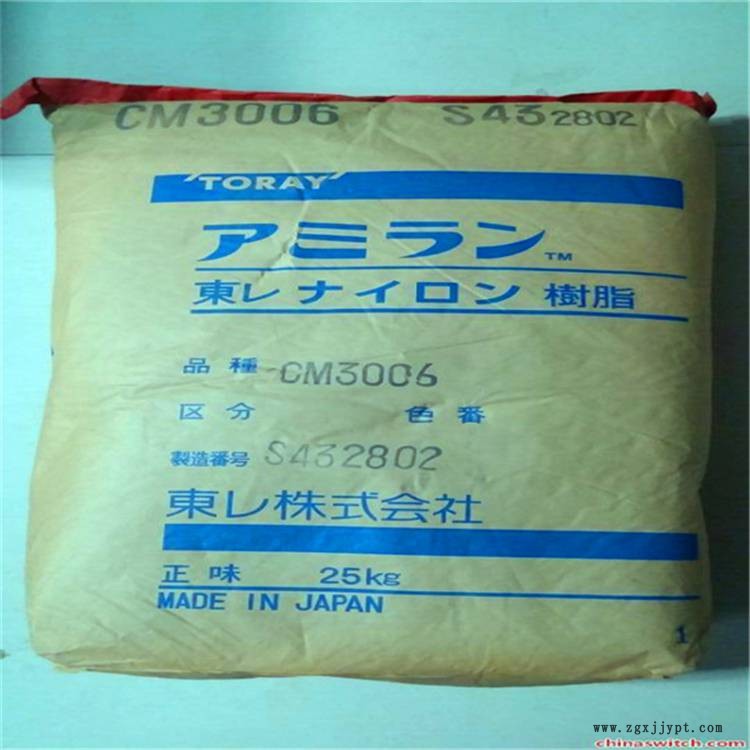 CM3006 S432802
'TORAY'
アミラン™
東レ ナイロン 樹脂
品種 CM3006
区分 色番
製造番号 S432802
東レ株式会社
正味 25kg
MADE IN JAPAN
1
www.zgxjjypt.com
chinaswitch.com